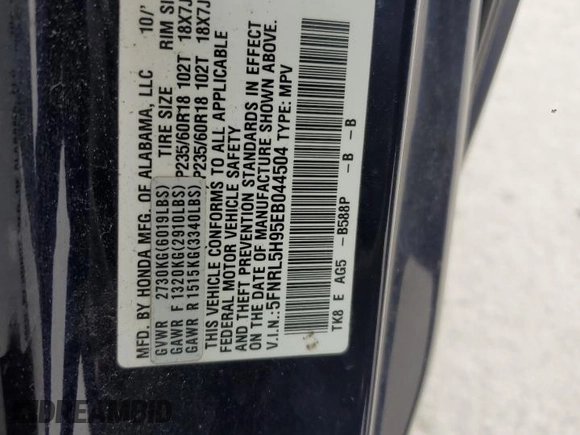 MFD. BY HONDA MFG. OF ALABAMA, LLC 10/
GVWR 2730KG(6019LBS) TIRE SIZE RIM SI
GAWR F 1320KG(2910LBS) P235/60R18 102T 18X7J
GAWR R 1515KG(3340LBS) P235/60R18 102T 18X7J
THIS VEHICLE CONFORMS TO ALL APPLICABLE
FEDERAL MOTOR VEHICLE SAFETY
AND THEFT PREVENTION STANDARDS IN EFFECT
ON THE DATE OF MANUFACTURE SHOWN ABOVE.
V.I.N.:5FNRL5H95EB044504 TYPE: MPV
TK8 E AG5 -B588P -B -B
IDREAMBID